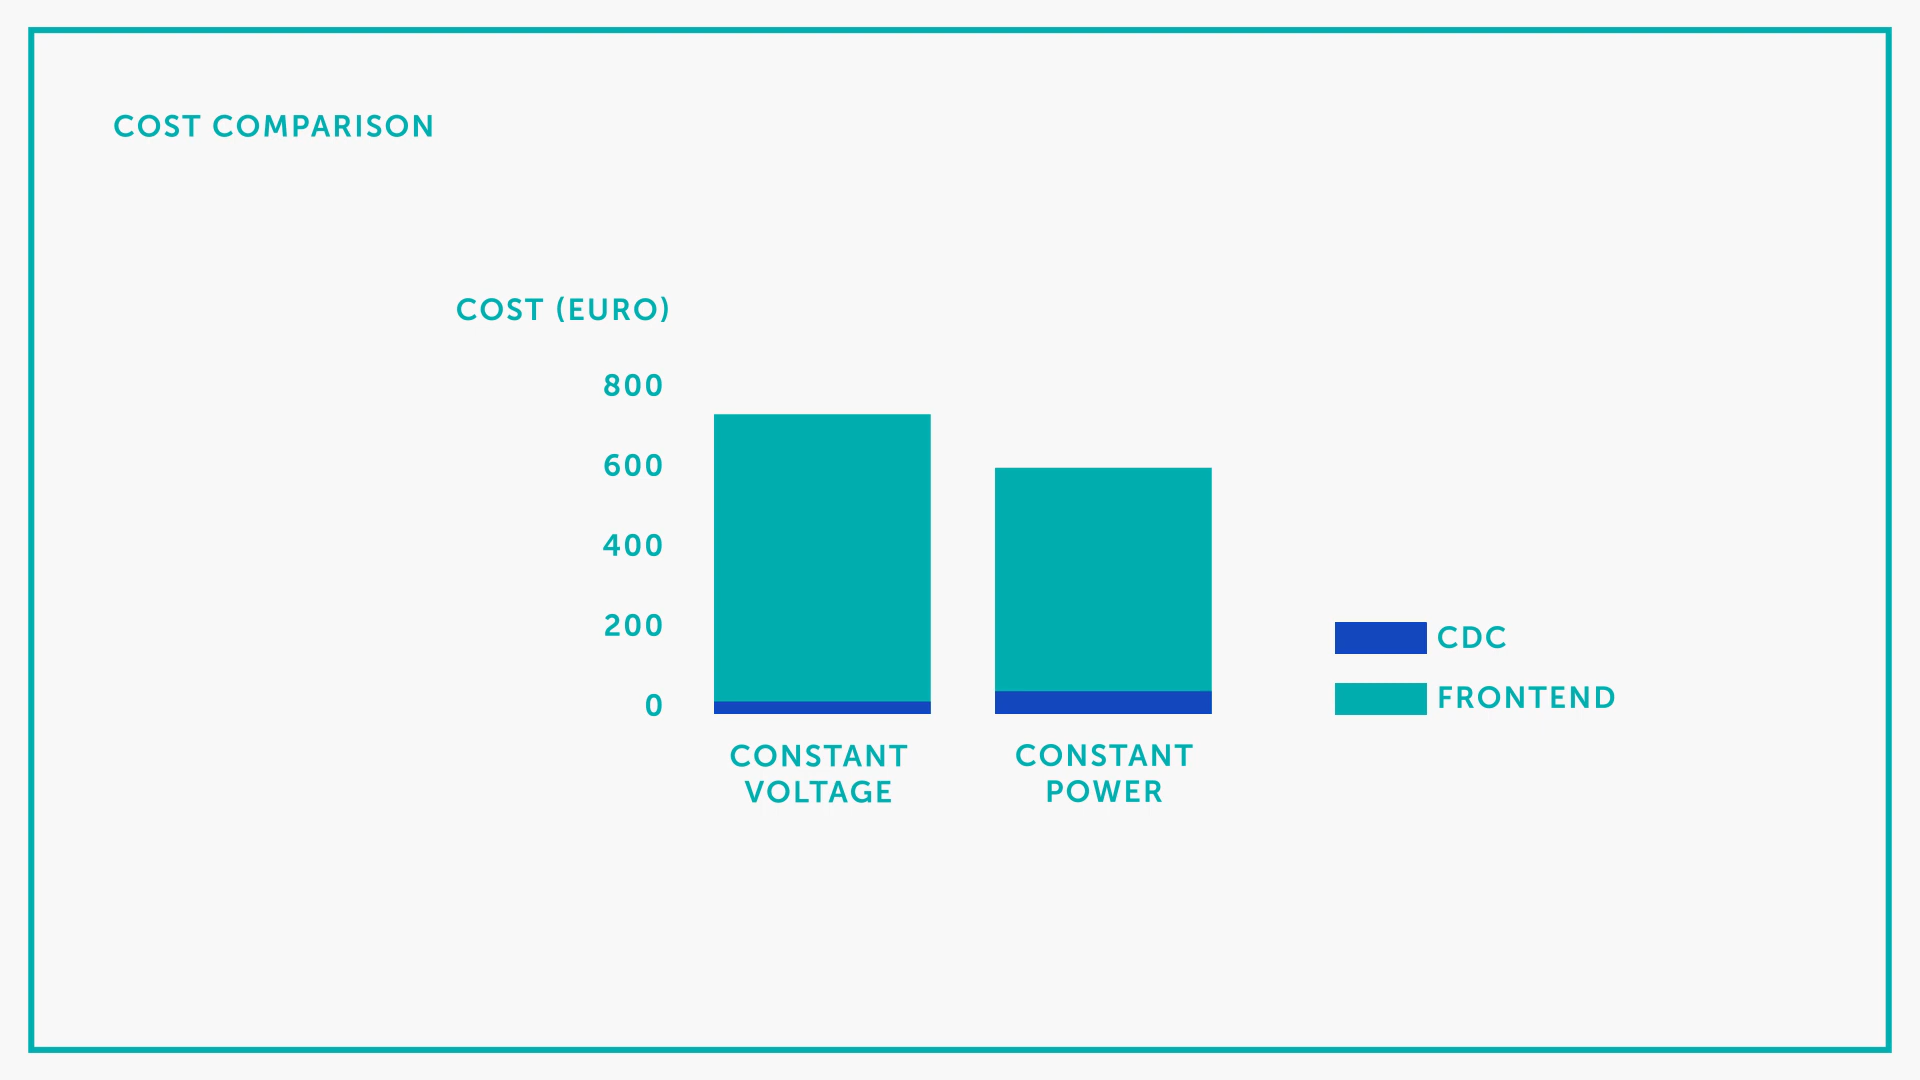 COST COMPARISON
COST (EURO)
800
600
400
200
0
CONSTANT
VOLTAGE
CONSTANT
POWER
CDC
FRONTEND